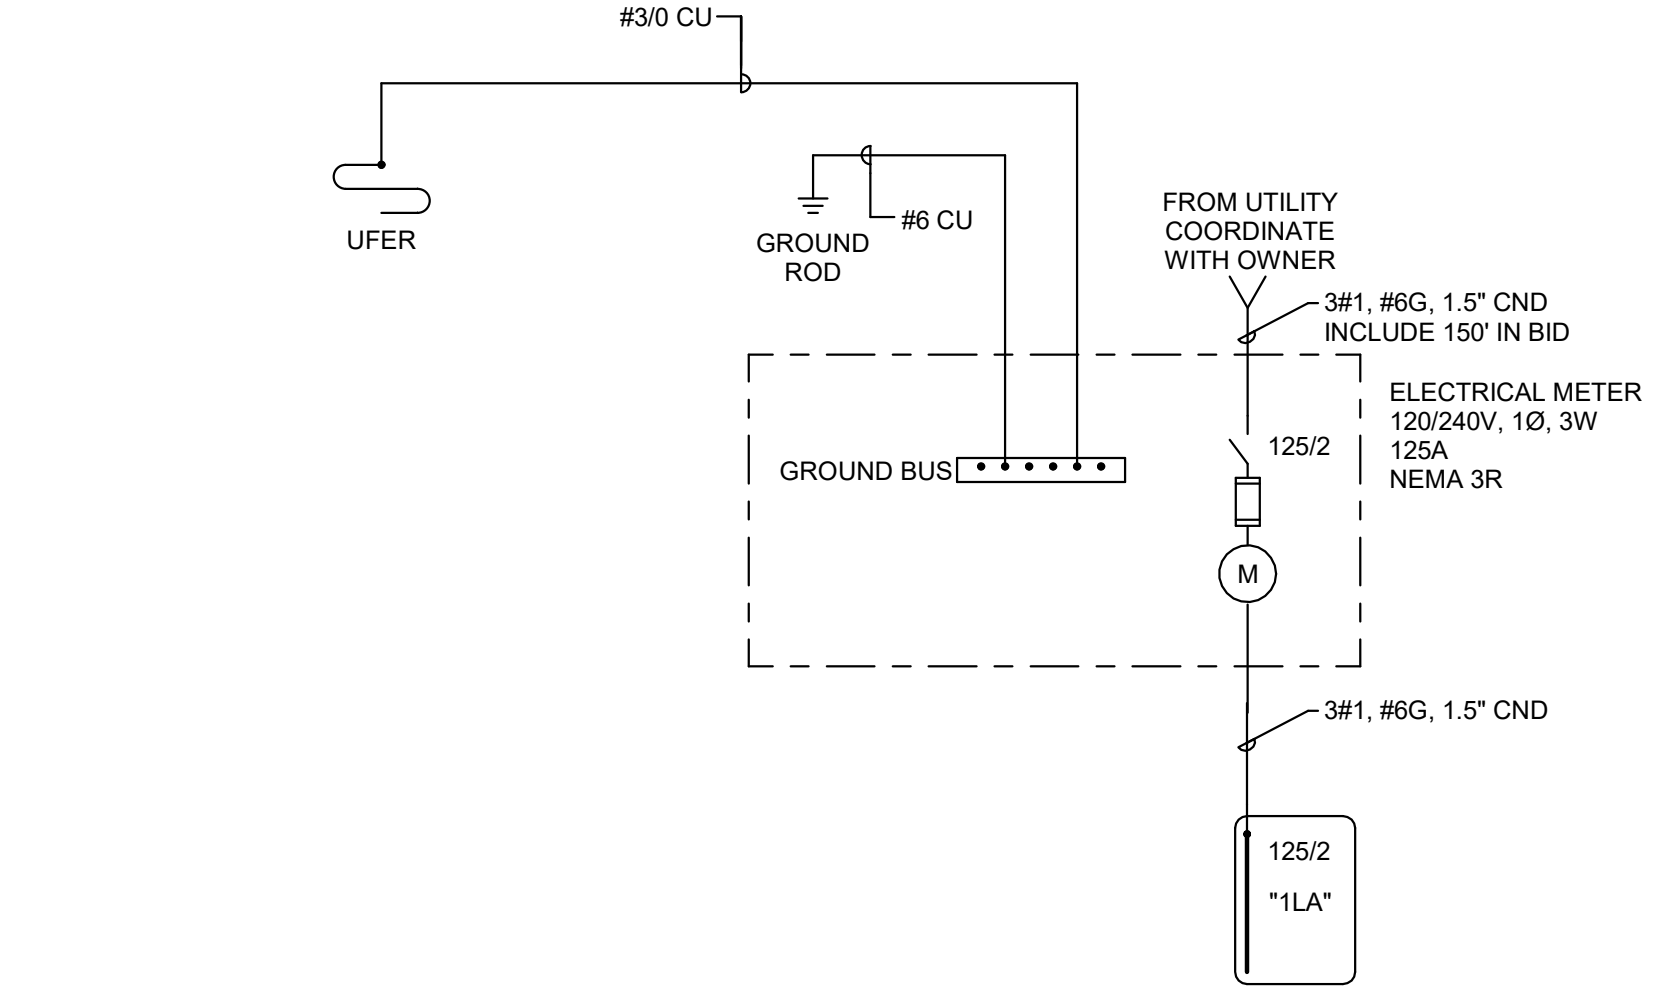 #3/0 CU
UFER
GROUND
ROD
#6 CU
FROM UTILITY
COORDINATE
WITH OWNER
3#1, #6G, 1.5" CND
INCLUDE 150' IN BID
ELECTRICAL METER
120/240V, 1Ø, 3W
125A
NEMA 3R
125/2
GROUND BUS
M
3#1, #6G, 1.5" CND
125/2
"1LA"